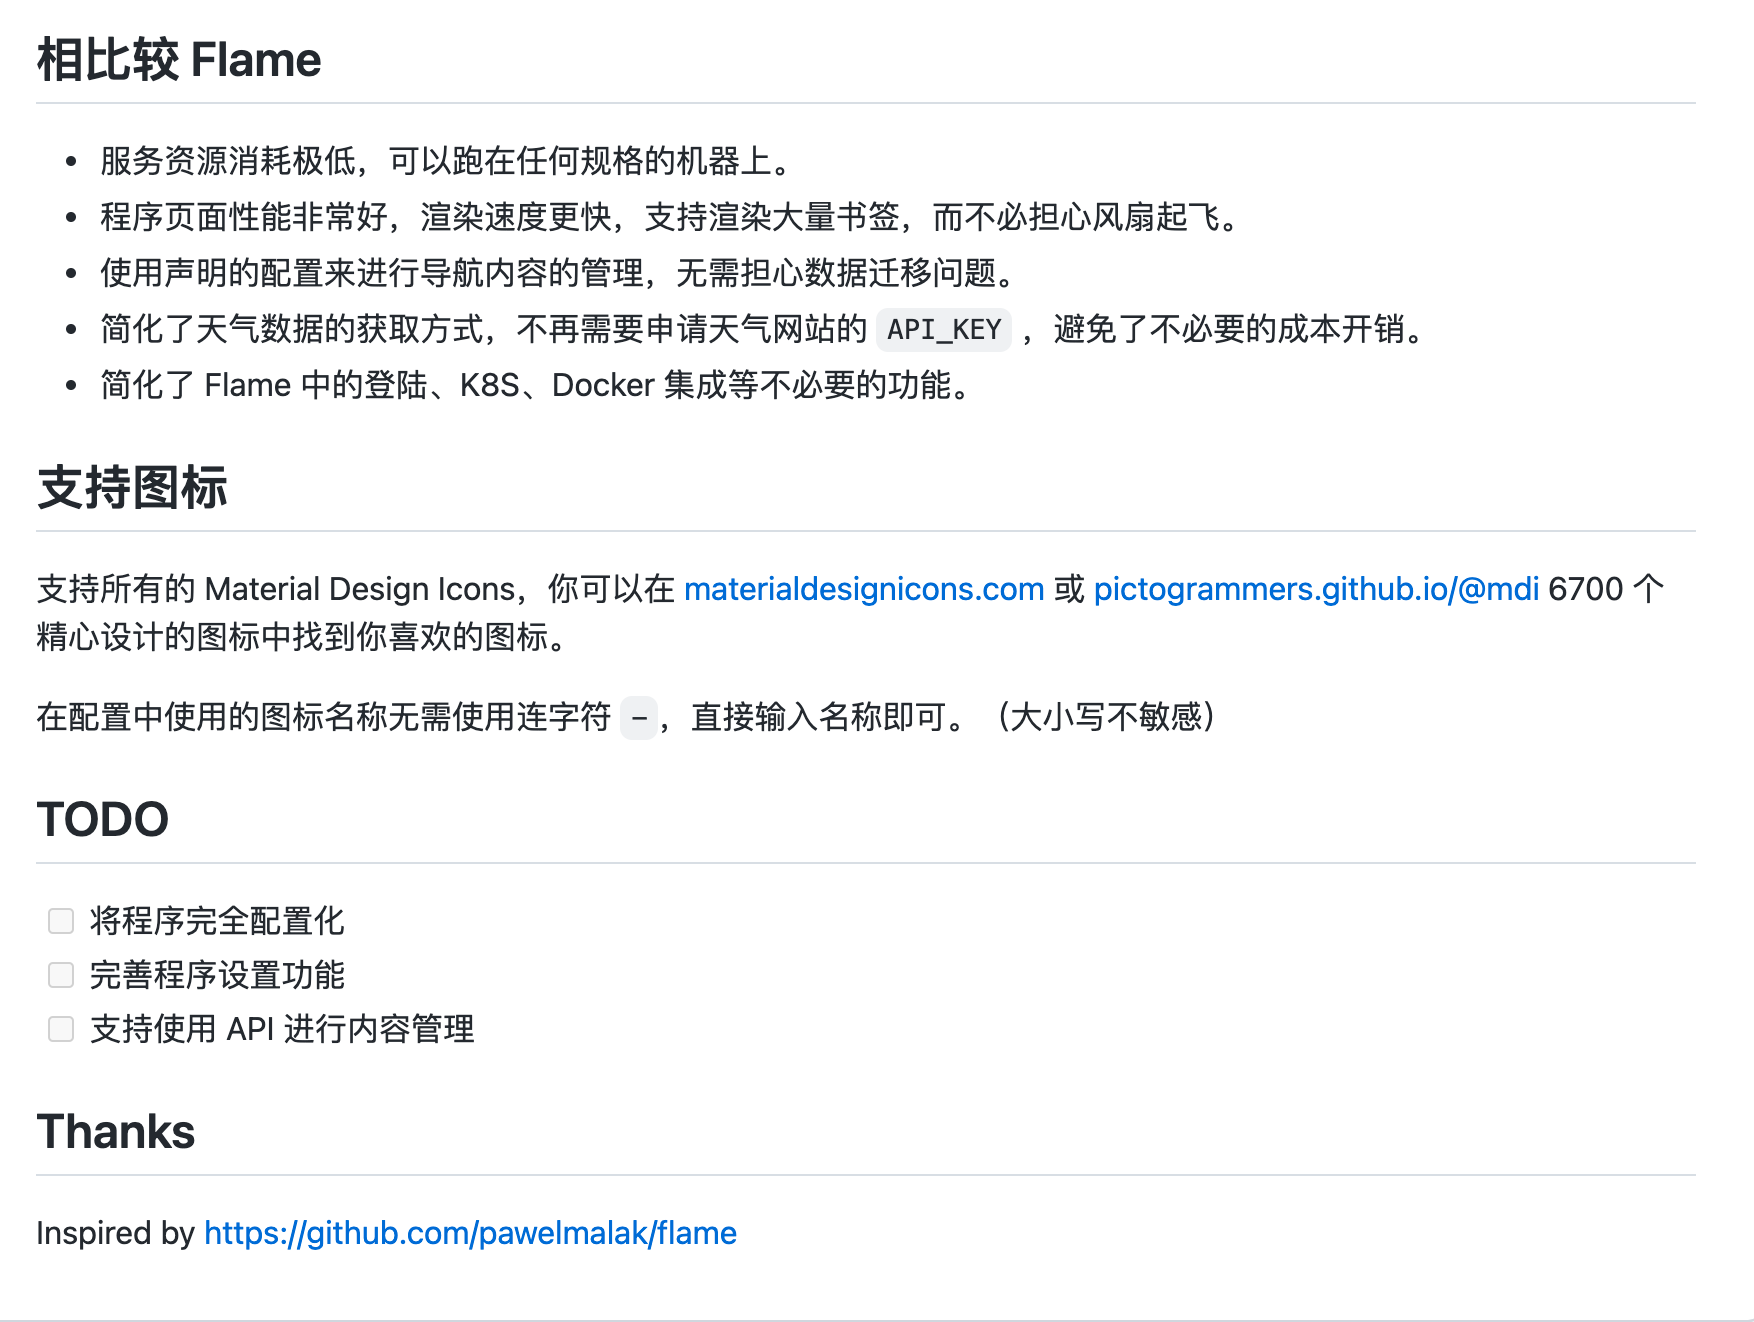 相比较 Flame
服务资源消耗极低，可以跑在任何规格的机器上。
程序页面性能非常好，渲染速度更快，支持渲染大量书签，而不必担心风扇起飞。
使用声明的配置来进行导航内容的管理，无需担心数据迁移问题。
简化了天气数据的获取方式，不再需要申请天气网站的 API_KEY ，避免了不必要的成本开销。
简化了 Flame 中的登陆、K8S、Docker 集成等不必要的功能。
支持图标
支持所有的 Material Design Icons，你可以在 materialdesignicons.com 或 pictogrammers.github.io/@mdi 6700 个
精心设计的图标中找到你喜欢的图标。
在配置中使用的图标名称无需使用连字符 -，直接输入名称即可。（大小写不敏感）
TODO
将程序完全配置化
完善程序设置功能
支持使用 API 进行内容管理
Thanks
Inspired by https://github.com/pawelmalak/flame